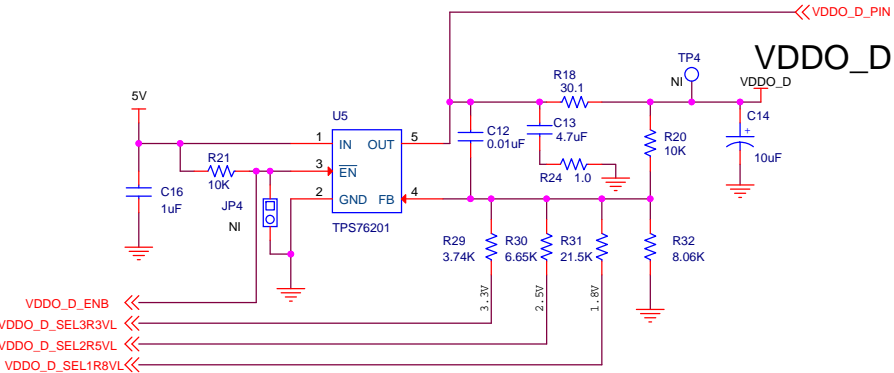 VDDO_D_PIN
VDDO_D
TP4
NI
VDDO_D
R18
30.1
5V
U5
C14
10uF
+
1 IN OUT 5
C12
0.01uF
C13
4.7uF
R20
10K
R21
10K
3 EN
R24 1.0
C16
1uF
JP4
NI
2 GND FB 4
TPS76201
R29
3.74K
R30
6.65K
R31
21.5K
R32
8.06K
3.3V
2.5V
1.8V
VDDO_D_ENB
VDDO_D_SEL3R3VL
VDDO_D_SEL2R5VL
VDDO_D_SEL1R8VL